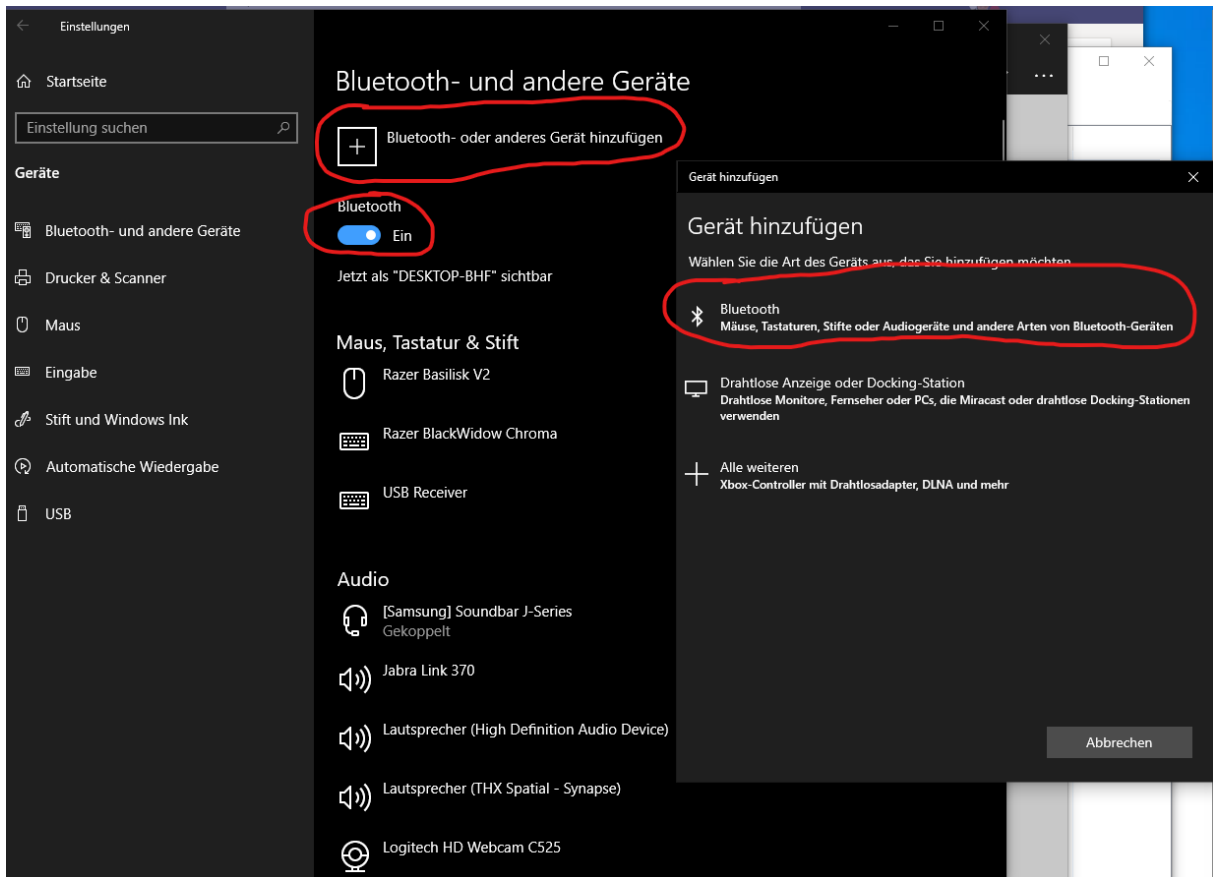 Einstellungen
Startseite
Einstellung suchen
Geräte
Bluetooth- und andere Geräte
Drucker & Scanner
Maus
Eingabe
Stift und Windows Ink
Automatische Wiedergabe
USB
Bluetooth- und andere Geräte
Bluetooth- oder anderes Gerät hinzufügen
Bluetooth
Ein
Jetzt als "DESKTOP-BHF" sichtbar
Maus, Tastatur & Stift
Razer Basilisk V2
Razer BlackWidow Chroma
USB Receiver
Audio
[Samsung] Soundbar J-Series
Gekoppelt
Jabra Link 370
Lautsprecher (High Definition Audio Device)
Lautsprecher (THX Spatial - Synapse)
Logitech HD Webcam C525
Gerät hinzufügen
Gerät hinzufügen
Wählen Sie die Art des Geräts aus, das Sie hinzufügen möchten
Bluetooth
Mäuse, Tastaturen, Stifte oder Audiogeräte und andere Arten von Bluetooth-Geräten
Drahtlose Anzeige oder Docking-Station
Drahtlose Monitore, Fernseher oder PCs, die Miracast oder drahtlose Docking-Stationen
verwenden
Alle weiteren
Xbox-Controller mit Drahtlosadapter, DLNA und mehr
Abbrechen